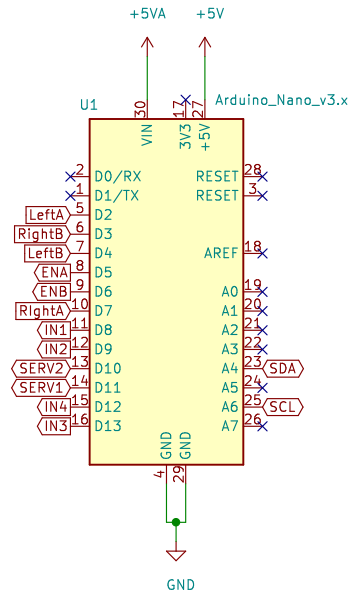 +5VA +5V
U1 Arduino_Nano_v3.x
30 17 27
VIN 3V3 +5V
2 D0/RX RESET 28
1 D1/TX RESET 3
LeftA 5 D2
RightB 6 D3
LeftB 7 D4 AREF 18
ENA 8 D5
ENB 9 D6 A0 19
RIghtA 10 D7 A1 20
IN1 11 D8 A2 21
IN2 12 D9 A3 22
SERV2 13 D10 A4 23 SDA
SERV1 14 D11 A5 24
IN4 15 D12 A6 25 SCL
IN3 16 D13 A7 26
GND GND
4 29
GND